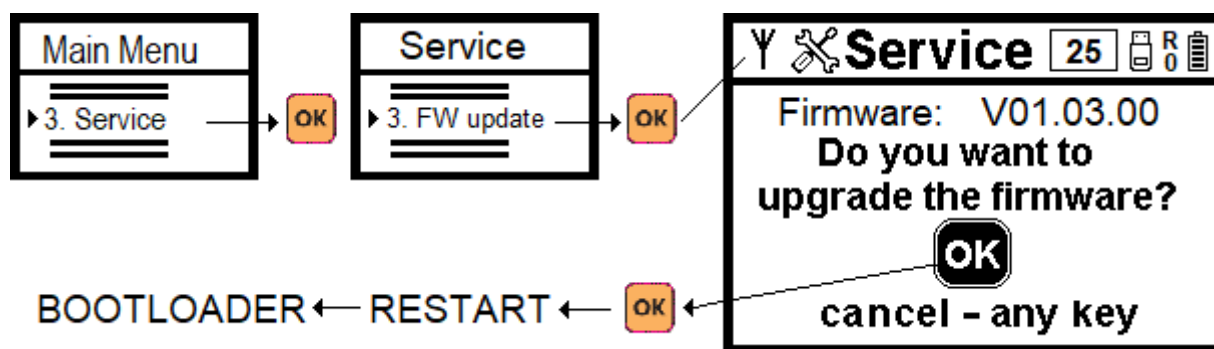 Main Menu
3. Service
OK
Service
3. FW update
OK
Service 25 R0
Firmware: V01.03.00
Do you want to
upgrade the firmware?
OK
cancel - any key
BOOTLOADER RESTART OK